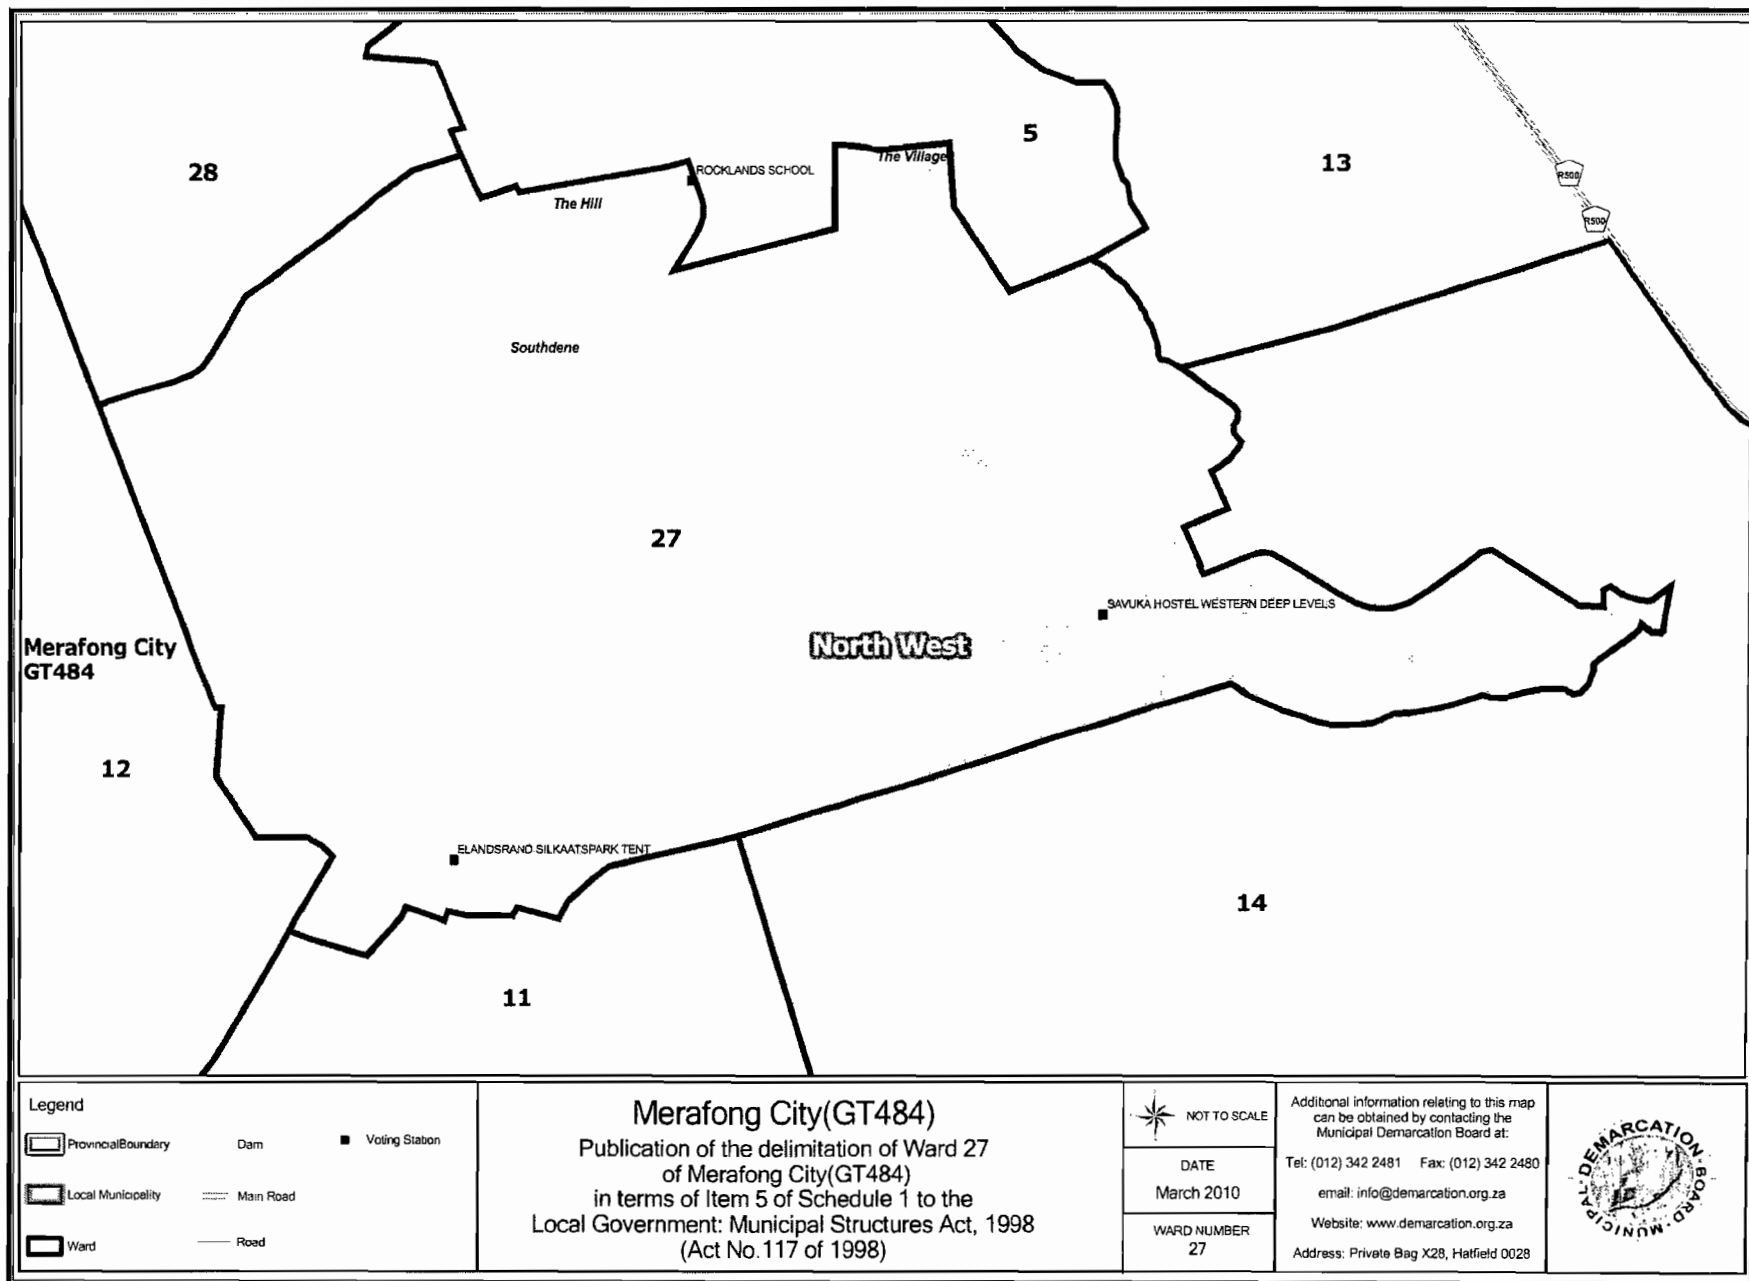 28
5
13
The Village
ROCKLANDS SCHOOL
The Hill
R500
R500
Southdene
27
SAVUKA HOSTEL WESTERN DEEP LEVELS
North West
Merafong City
GT484
12
ELANDSRAND SILKAATSPARK TENT
14
11
Legend
ProvincialBoundary
Dam
Voting Station
Local Municipality
Main Road
Ward
Road
Merafong City(GT484)
Publication of the delimitation of Ward 27
of Merafong City(GT484)
in terms of Item 5 of Schedule 1 to the
Local Government: Municipal Structures Act, 1998
(Act No.117 of 1998)
NOT TO SCALE
DATE
March 2010
WARD NUMBER
27
Additional information relating to this map
can be obtained by contacting the
Municipal Demarcation Board at:
Tel: (012) 342 2481 Fax: (012) 342 2480
email: info@demarcation.org.za
Website: www.demarcation.org.za
Address: Private Bag X28, Hatfield 0028
MUNICIPAL · DEMARCATION · BOARD ·